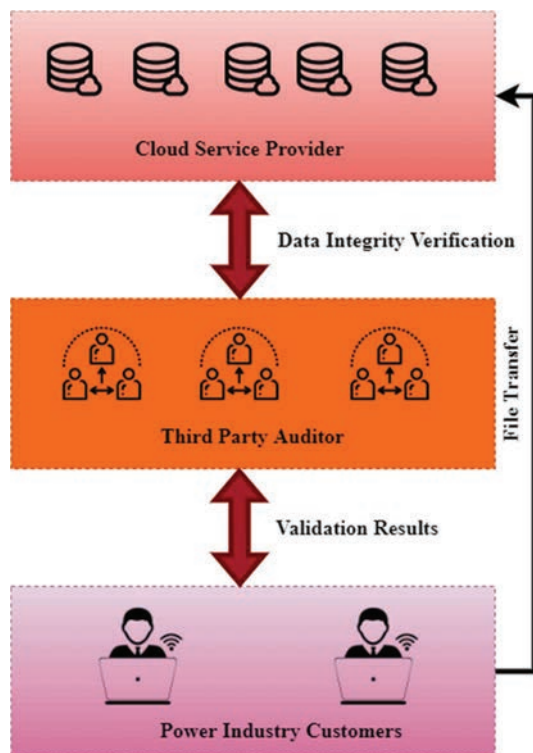 Cloud Service Provider
Data Integrity Verification
File Transfer
Third Party Auditor
Validation Results
Power Industry Customers